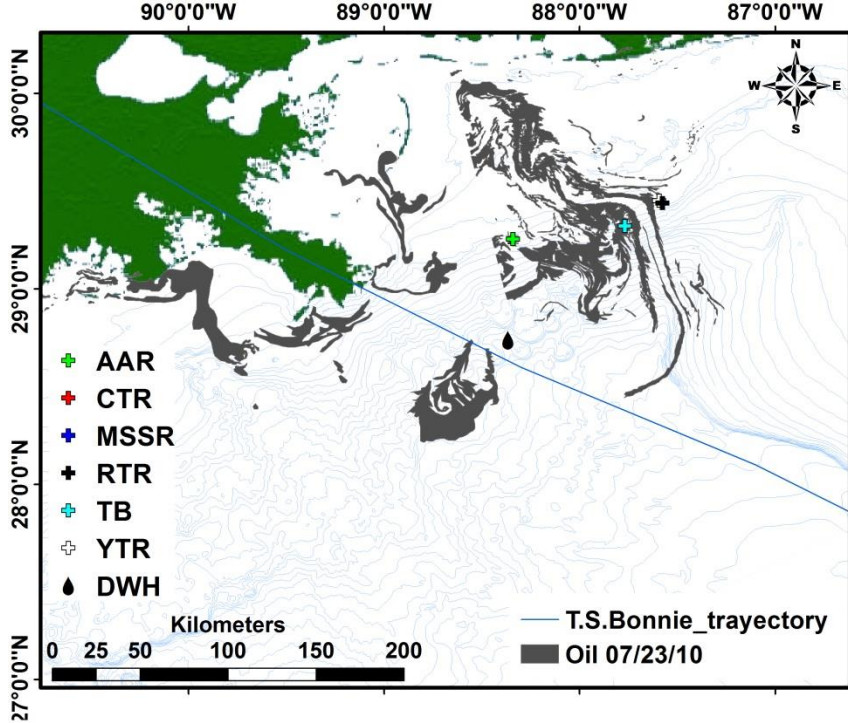 90°0'0"W 89°0'0"W 88°0'0"W 87°0'0"W
30°0'0"N
29°0'0"N
28°0'0"N
27°0'0"N
N
W E
S
AAR
CTR
MSSR
RTR
TB
YTR
DWH
Kilometers
0 25 50 100 150 200
T.S.Bonnie_trayectory
Oil 07/23/10